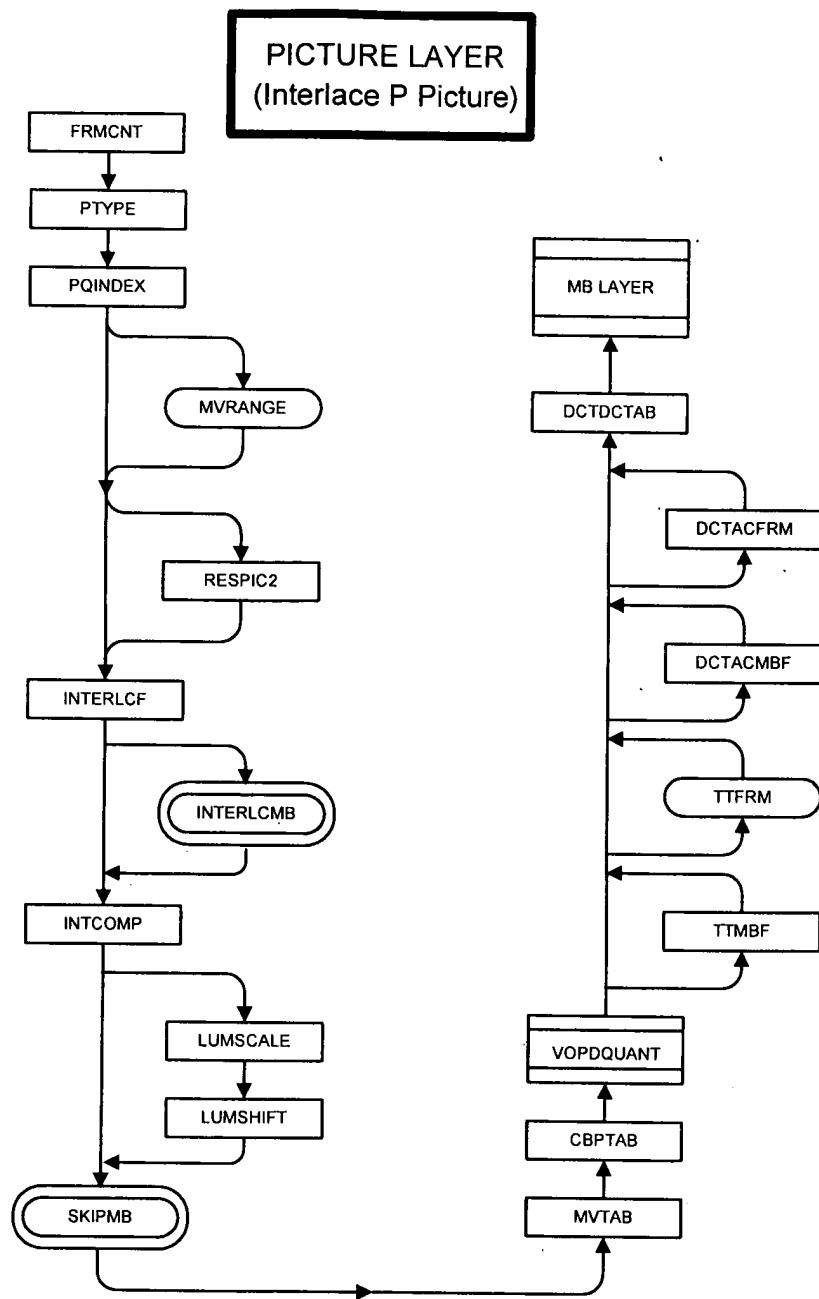 PICTURE LAYER
(Interlace P Picture)
FRMCNT
PTYPE
PQINDEX
MVRANGE
RESPIC2
INTERLCF
INTERLCMB
INTCOMP
LUMSCALE
LUMSHIFT
SKIPMB
MB LAYER
DCTDCTAB
DCTACFRM
DCTACMBF
TTFRM
TTMBF
VOPDQUANT
CBPTAB
MVTAB